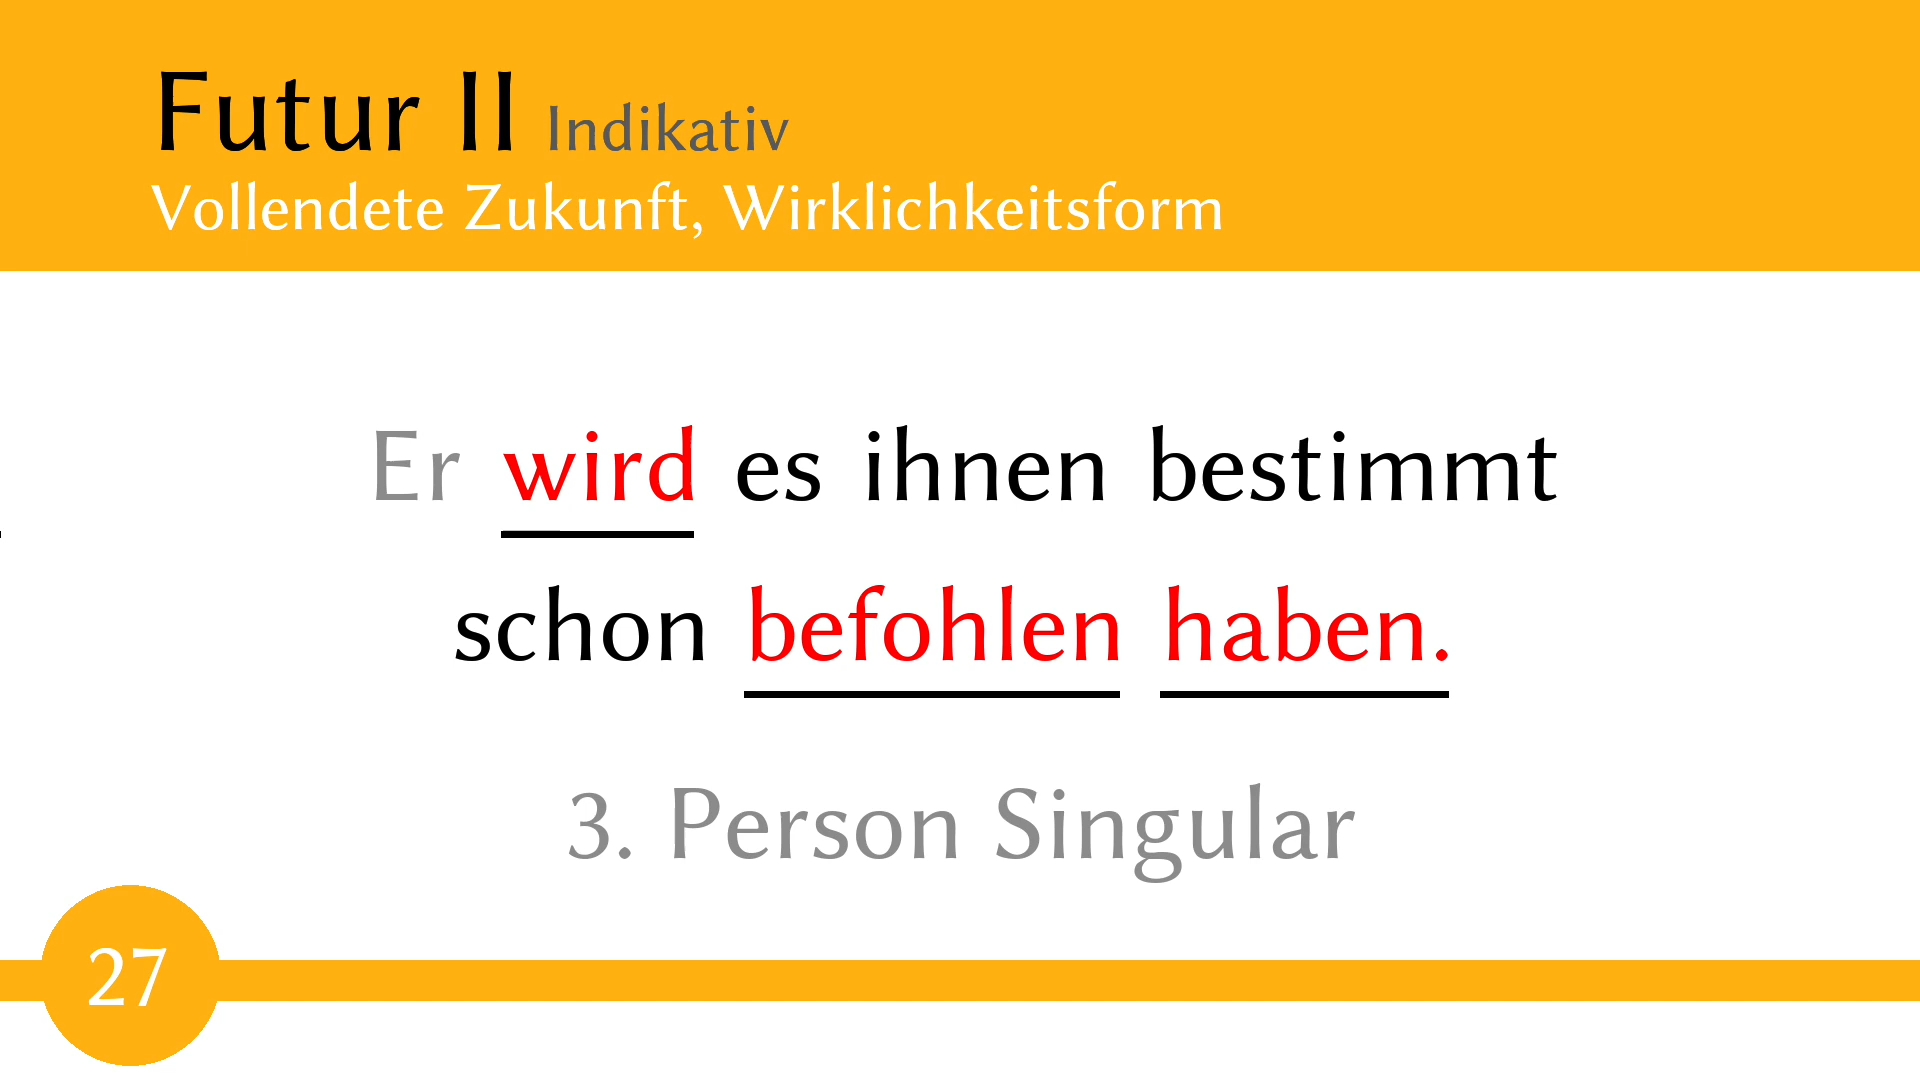 Futur II Indikativ
Vollendete Zukunft, Wirklichkeitsform
Er wird es ihnen bestimmt
schon befohlen haben.
3. Person Singular
27